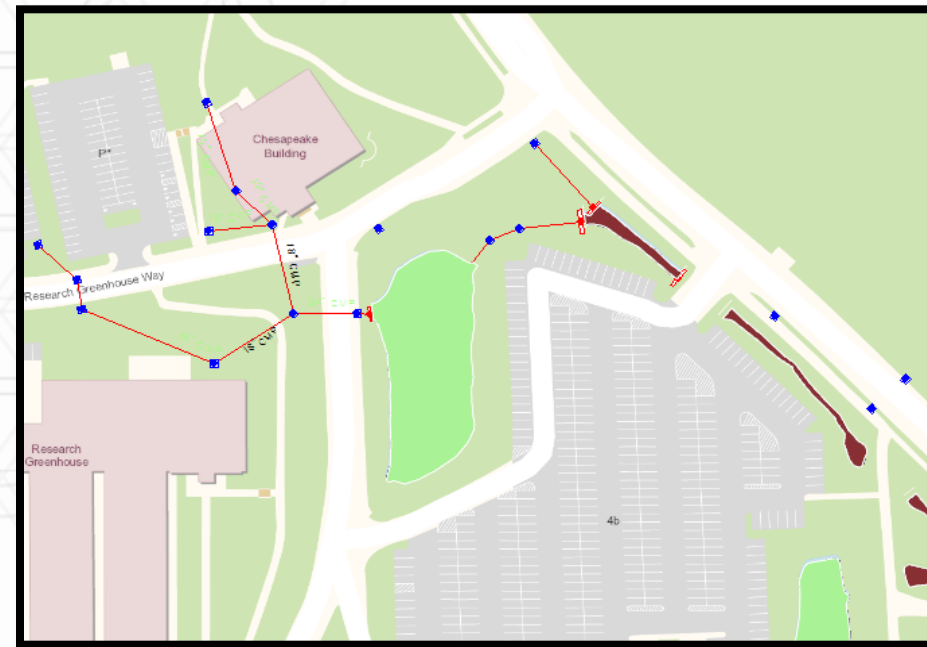 Chesapeake
Building
P*
18" CMP
Research Greenhouse Way
18" CMP
Research
Greenhouse
4b